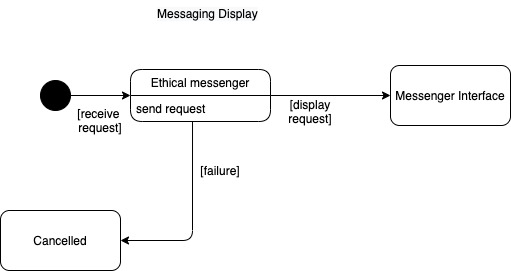 Messaging Display
Ethical messenger
send request
[receive
request]
[display
request]
Messenger Interface
[failure]
Cancelled